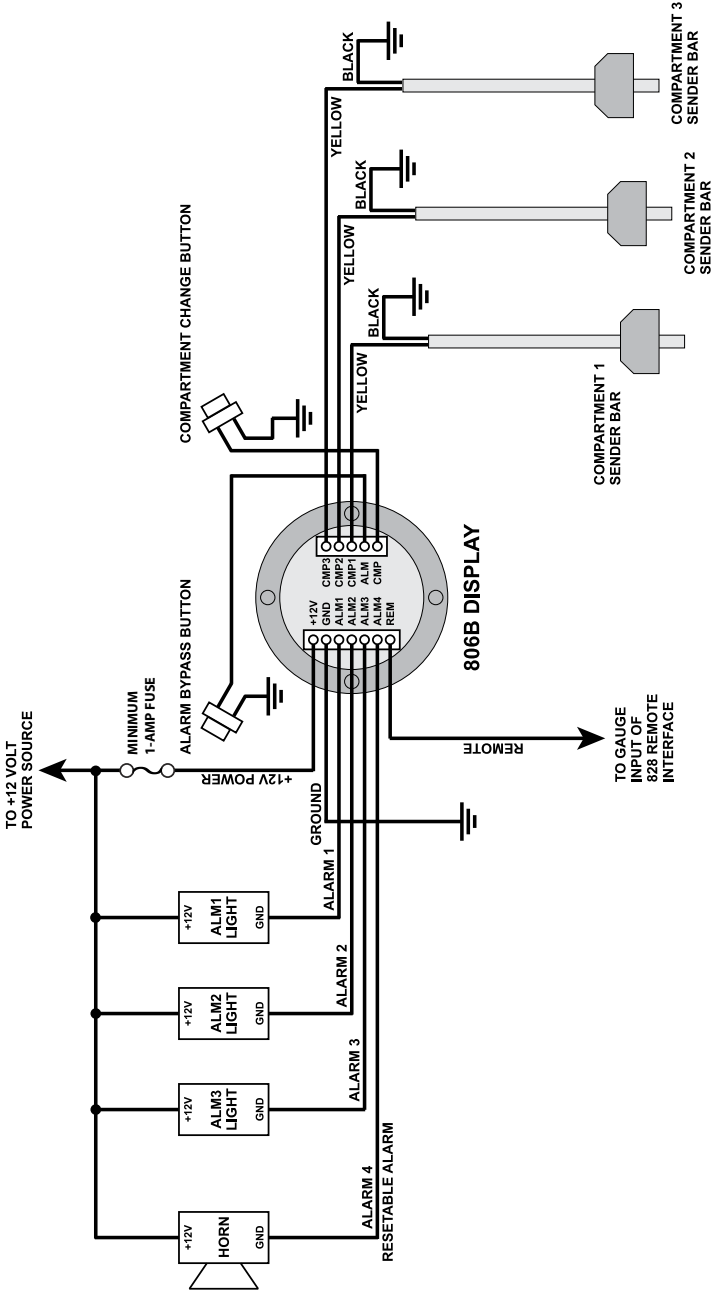 TO +12 VOLT
POWER SOURCE
MINIMUM
1-AMP FUSE
+12V POWER
ALARM BYPASS BUTTON
COMPARTMENT CHANGE BUTTON
+12V
ALM1
LIGHT
GND
+12V
ALM2
LIGHT
GND
+12V
ALM3
LIGHT
GND
+12V
HORN
GND
GROUND
ALARM 1
ALARM 2
ALARM 3
ALARM 4
RESETABLE ALARM
+12V
GND
ALM1
ALM2
ALM3
ALM4
REM
CMP3
CMP2
CMP1
ALM
CMP
806B DISPLAY
REMOTE
TO GAUGE
INPUT OF
828 REMOTE
INTERFACE
YELLOW
BLACK
COMPARTMENT 1
SENDER BAR
YELLOW
BLACK
COMPARTMENT 2
SENDER BAR
YELLOW
BLACK
COMPARTMENT 3
SENDER BAR